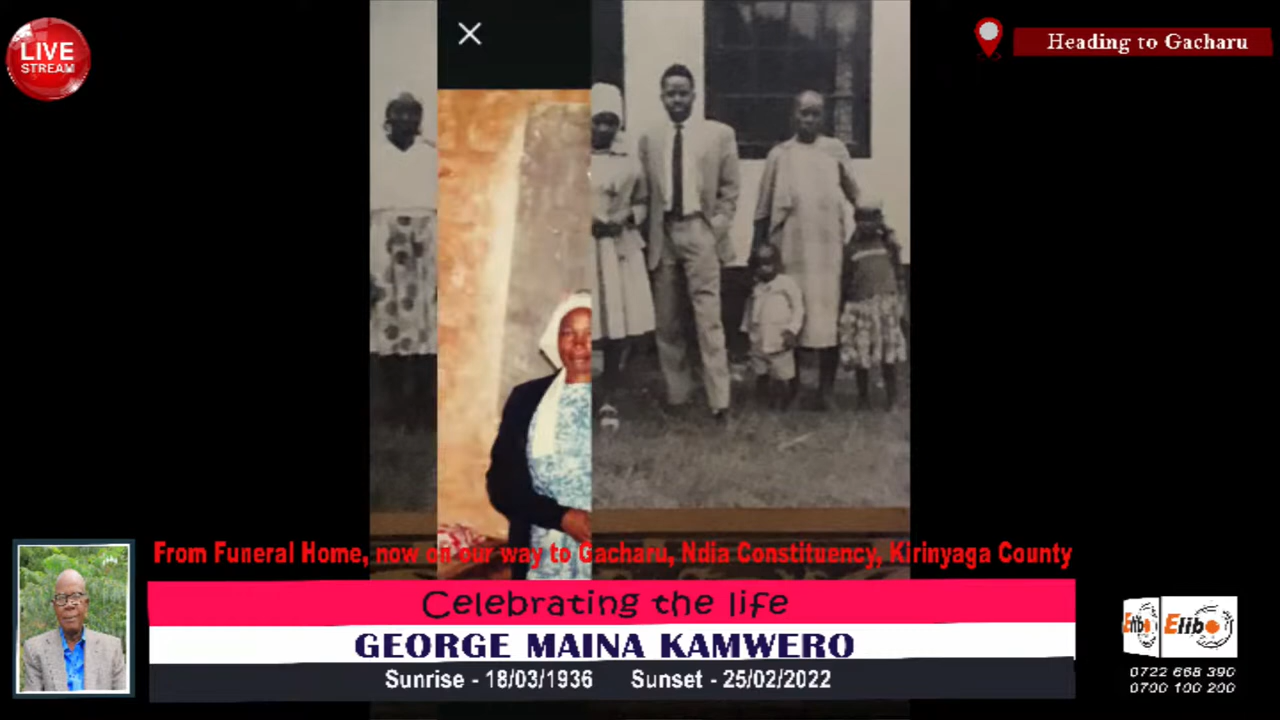 LIVE
STREAM
Heading to Gacharu
From Funeral Home, now on our way to Gacharu, Ndia Constituency, Kirinyaga County
Celebrating the life
GEORGE MAINA KAMWERO
Sunrise - 18/03/1936 Sunset - 25/02/2022
Elibo Elibo
0722 668 390
0700 100 200